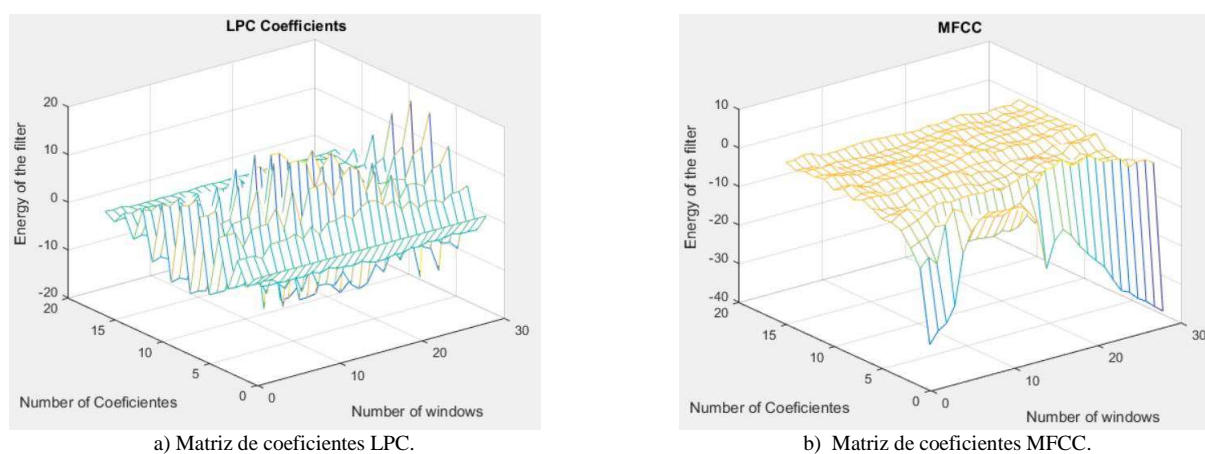 LPC Coefficients
20
10
0
-10
-20
Energy of the filter
20
15
10
5
0
Number of Coeficientes
0
10
20
30
Number of windows
a) Matriz de coeficientes LPC.
MFCC
10
0
-10
-20
-30
-40
Energy of the filter
20
15
10
5
0
Number of Coeficientes
0
10
20
30
Number of windows
b) Matriz de coeficientes MFCC.